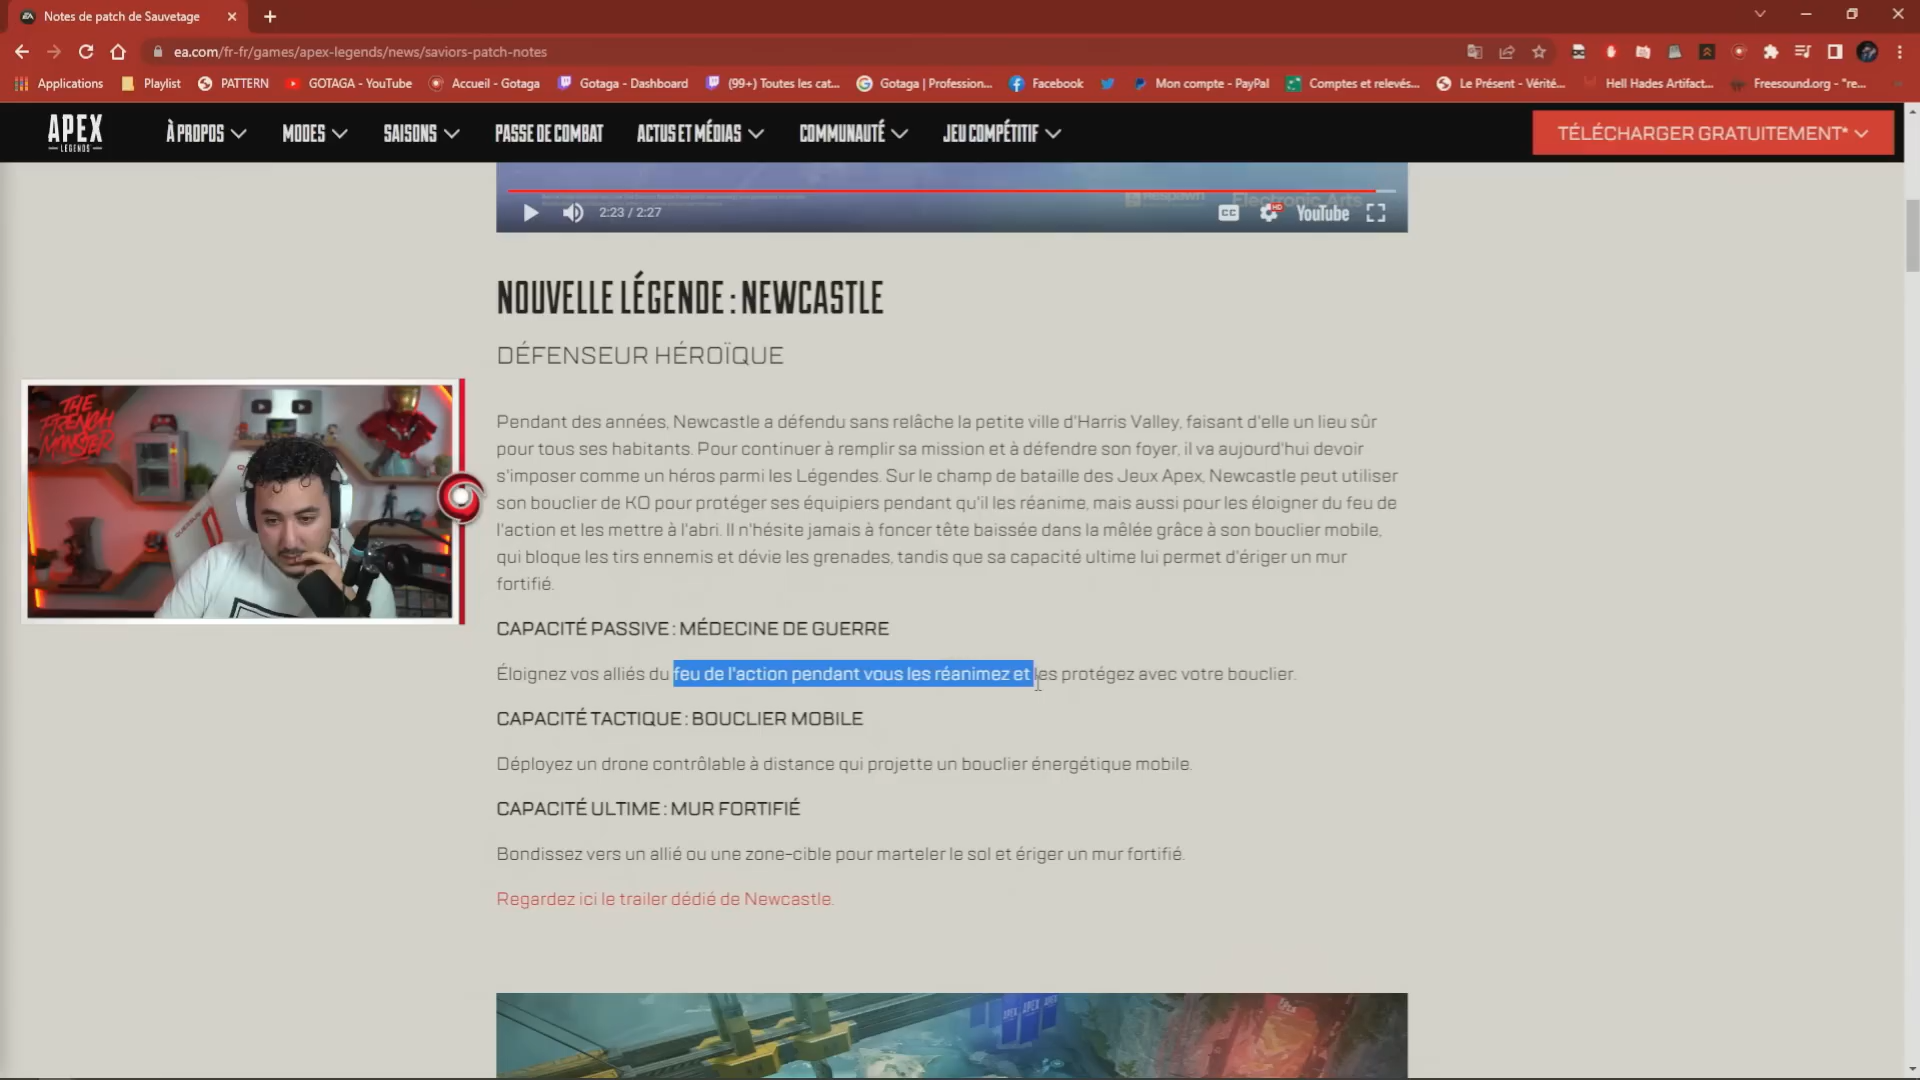 Notes de patch de Sauvetage
ea.com/fr-fr/games/apex-legends/news/saviors-patch-notes
Applications
Playlist
PATTERN
GOTAGA - YouTube
Accueil - Gotaga
Gotaga - Dashboard
(99+) Toutes les cat...
Gotaga | Profession...
Facebook
Mon compte - PayPal
Comptes et relevés...
Le Présent - Vérité...
Hell Hades Artifact...
Freesound.org - "re...
APEX
LEGENDS
À PROPOS
MODES
SAISONS
PASSE DE COMBAT
ACTUS ET MÉDIAS
COMMUNAUTÉ
JEU COMPÉTITIF
TÉLÉCHARGER GRATUITEMENT*
Respawn
Electronic Arts
2:23 / 2:27
CC
HD
YouTube
NOUVELLE LÉGENDE : NEWCASTLE
DÉFENSEUR HÉROÏQUE
Pendant des années, Newcastle a défendu sans relâche la petite ville d'Harris Valley, faisant d'elle un lieu sûr
pour tous ses habitants. Pour continuer à remplir sa mission et à défendre son foyer, il va aujourd'hui devoir
s'imposer comme un héros parmi les Légendes. Sur le champ de bataille des Jeux Apex, Newcastle peut utiliser
son bouclier de KO pour protéger ses équipiers pendant qu'il les réanime, mais aussi pour les éloigner du feu de
l'action et les mettre à l'abri. Il n'hésite jamais à foncer tête baissée dans la mêlée grâce à son bouclier mobile,
qui bloque les tirs ennemis et dévie les grenades, tandis que sa capacité ultime lui permet d'ériger un mur
fortifié.
THE
FRENCH
MONSTER
CAPACITÉ PASSIVE : MÉDECINE DE GUERRE
Éloignez vos alliés du feu de l'action pendant vous les réanimez et les protégez avec votre bouclier.
CAPACITÉ TACTIQUE : BOUCLIER MOBILE
Déployez un drone contrôlable à distance qui projette un bouclier énergétique mobile.
CAPACITÉ ULTIME : MUR FORTIFIÉ
Bondissez vers un allié ou une zone-cible pour marteler le sol et ériger un mur fortifié.
Regardez ici le trailer dédié de Newcastle.
APEX
APEX